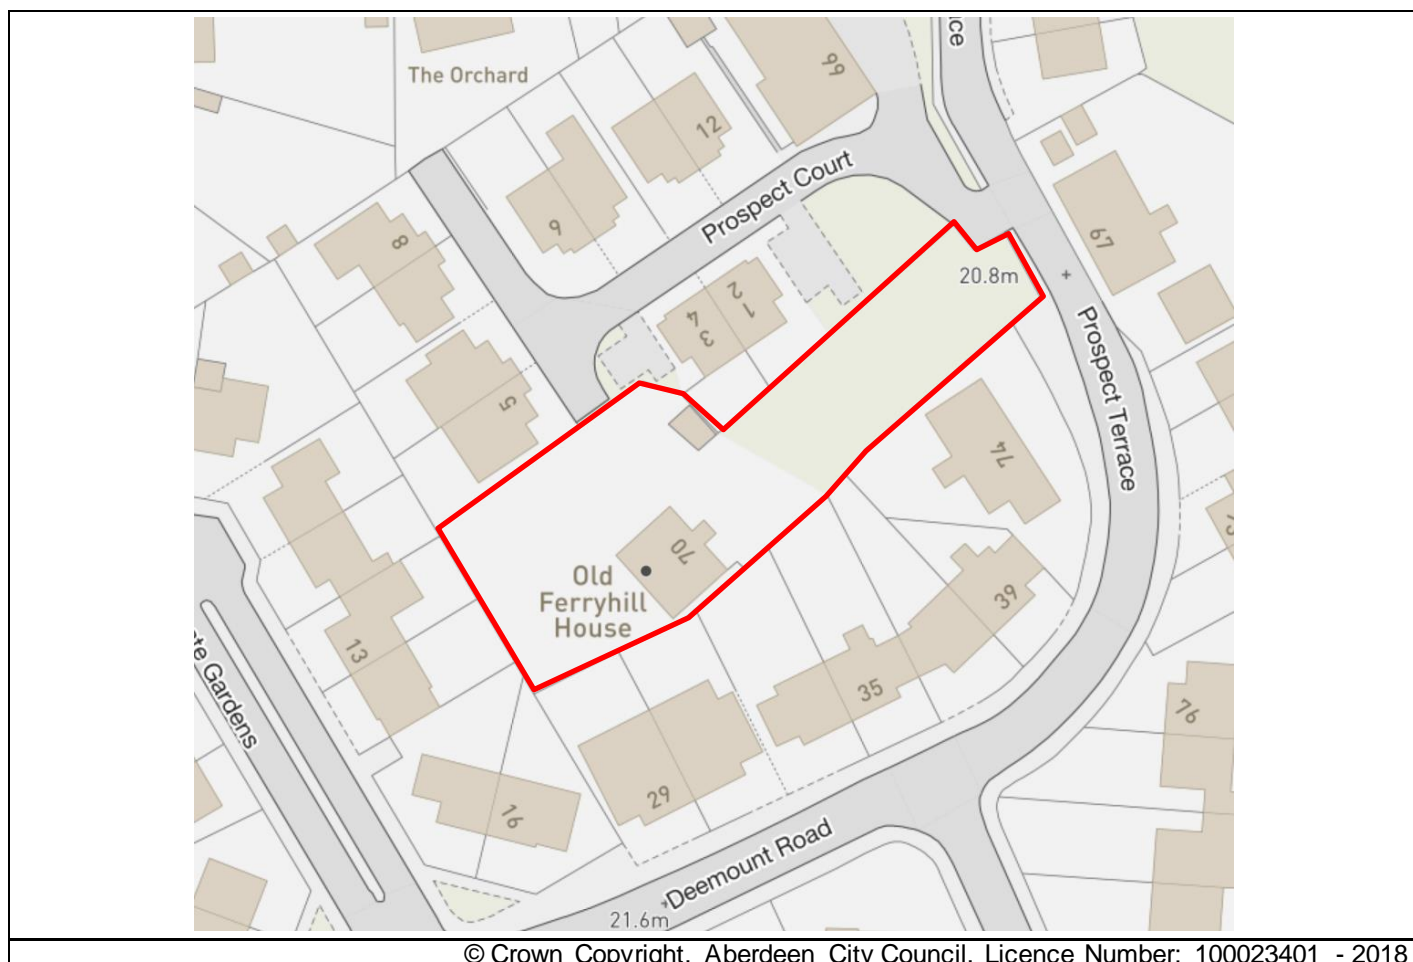 ice
The Orchard
66
12
9
8
Prospect Court
67
20.8m
2
1
4
3
5
Prospect Terrace
74
70
Old
Ferryhill
House
39
13
35
Gardens
76
29
16
Deemount Road
21.6m
© Crown Copyright. Aberdeen City Council. Licence Number: 100023401 - 2018